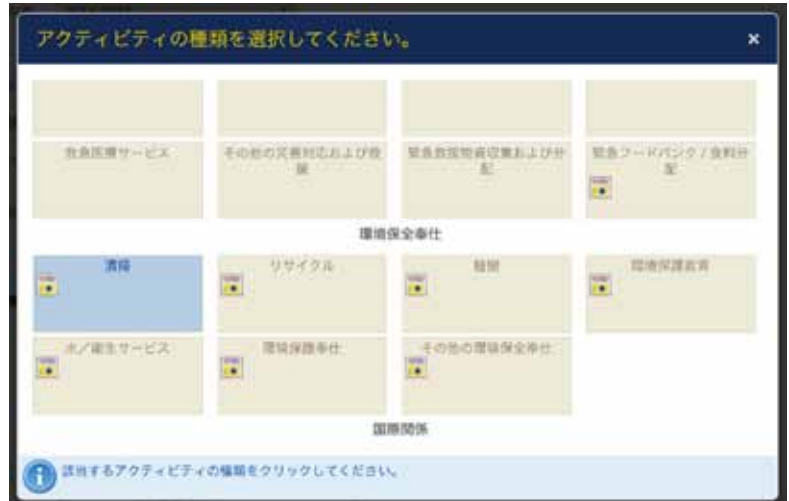 アクティビティの種類を選択してください。
×
救急医療サービス
その他の災害対応および救
援
緊急救援物資収集および分
配
緊急フードバンク / 食料分
配
環境保全奉仕
清掃
リサイクル
植樹
環境保護教育
水／衛生サービス
環境保護奉仕
その他の環境保全奉仕
国際関係
該当するアクティビティの種類をクリックしてください。